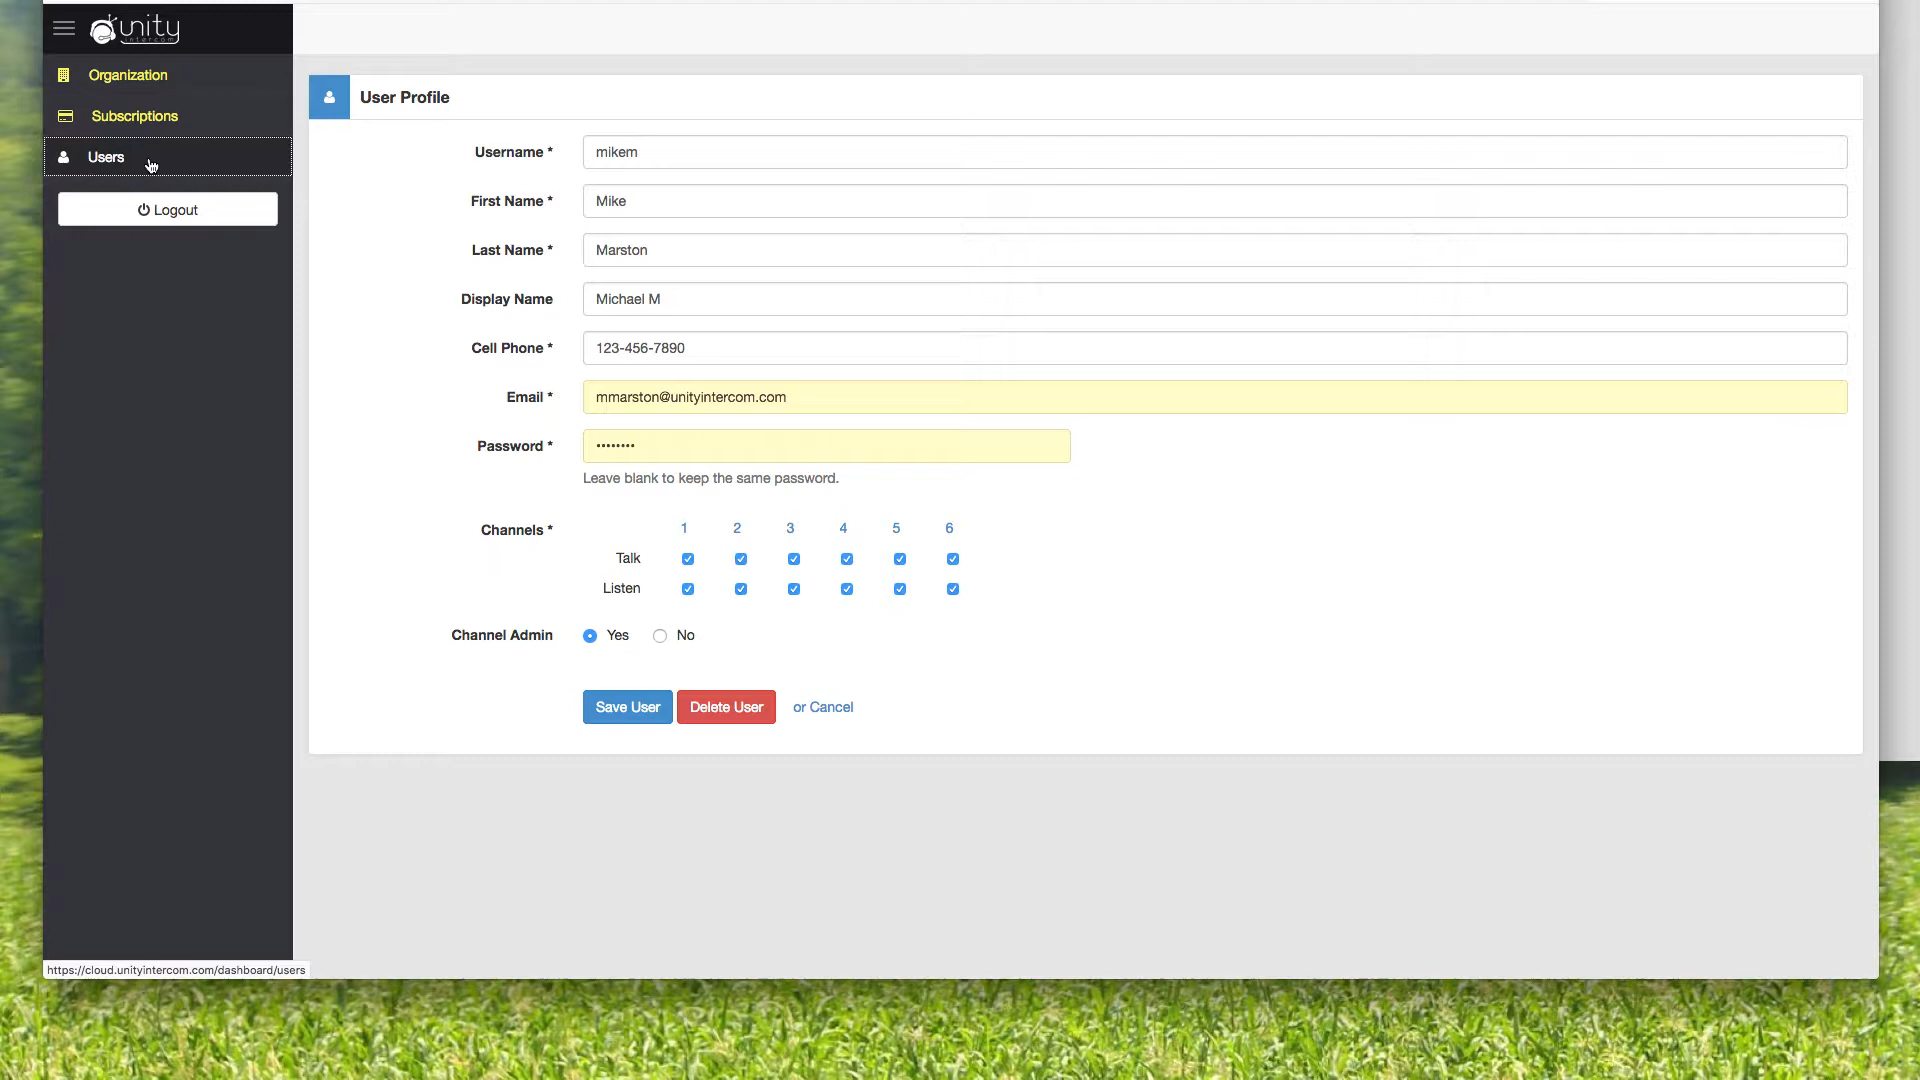 unity
intercom
Organization
Subscriptions
Users
Logout
User Profile
Username * mikem
First Name * Mike
Last Name * Marston
Display Name Michael M
Cell Phone * 123-456-7890
Email * mmarston@unityintercom.com
Password * ••••••••
Leave blank to keep the same password.
Channels * 1 2 3 4 5 6
Talk
Listen
Channel Admin Yes No
Save User Delete User or Cancel
https://cloud.unityintercom.com/dashboard/users